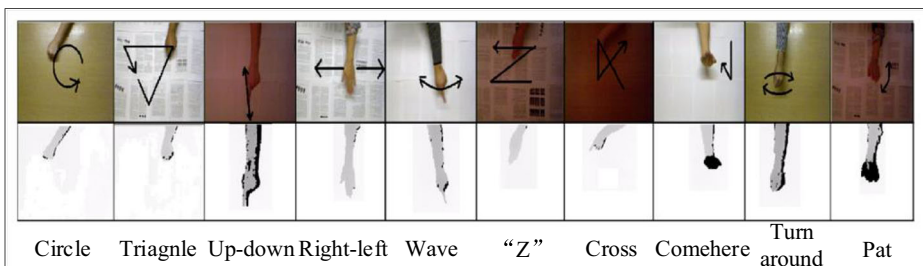 Circle
Triagnle
Up-down
Right-left
Wave
“Z”
Cross
Comehere
Turn
around
Pat